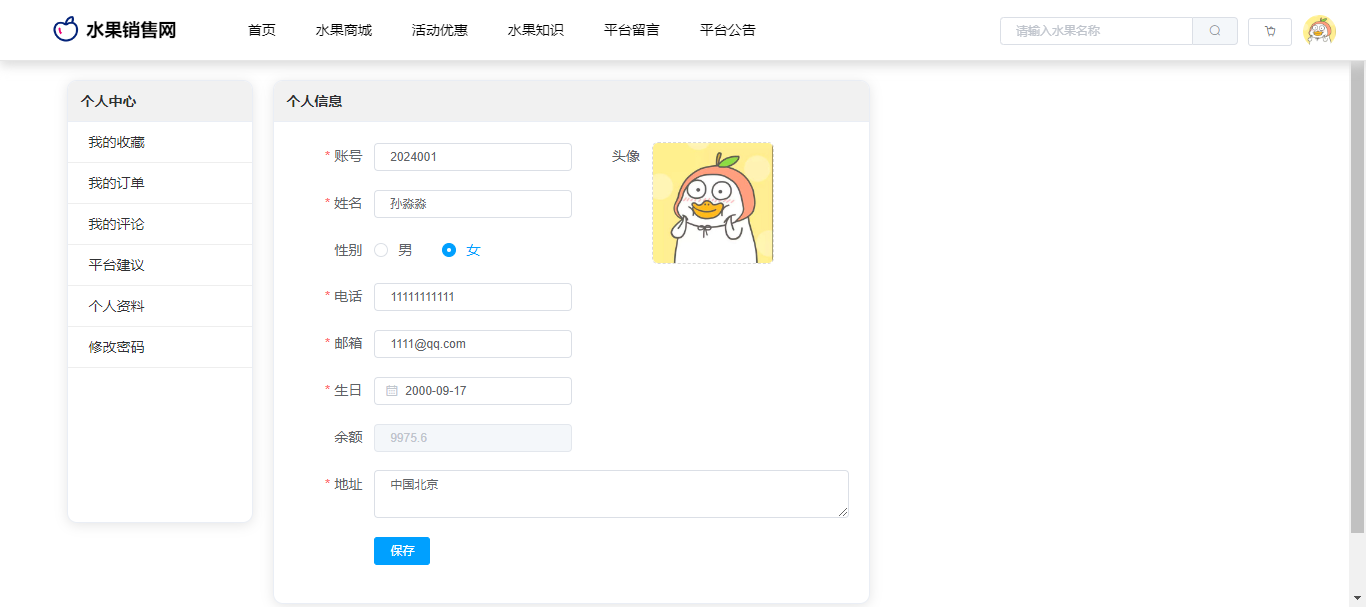 水果销售网 首页 水果商城 活动优惠 水果知识 平台留言 平台公告 请输入水果名称
个人中心
我的收藏
我的订单
我的评论
平台建议
个人资料
修改密码
个人信息
* 账号 2024001 头像
* 姓名 孙淼淼
性别 男 女
* 电话 11111111111
* 邮箱 1111@qq.com
* 生日 2000-09-17
余额 9975.6
* 地址 中国北京
保存